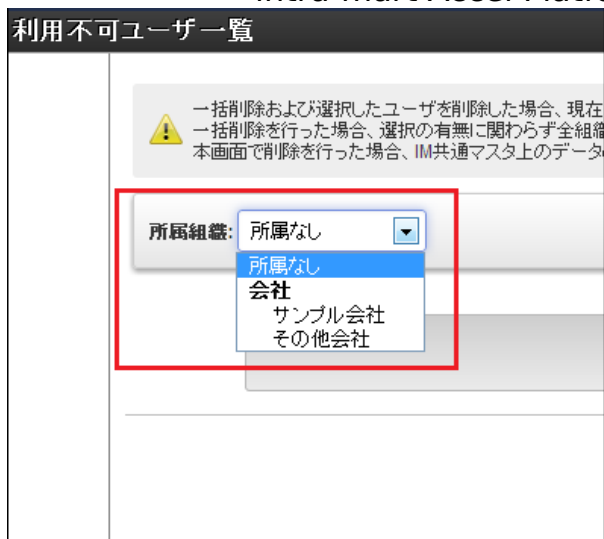 利用不可ユーザ一覧
一括削除および選択したユーザを削除した場合、現在
一括削除を行った場合、選択の有無に関わらず全組織
本画面で削除を行った場合、IM共通マスタ上のデータ
所属組織: 所属なし
所属なし
会社
サンプル会社
その他会社